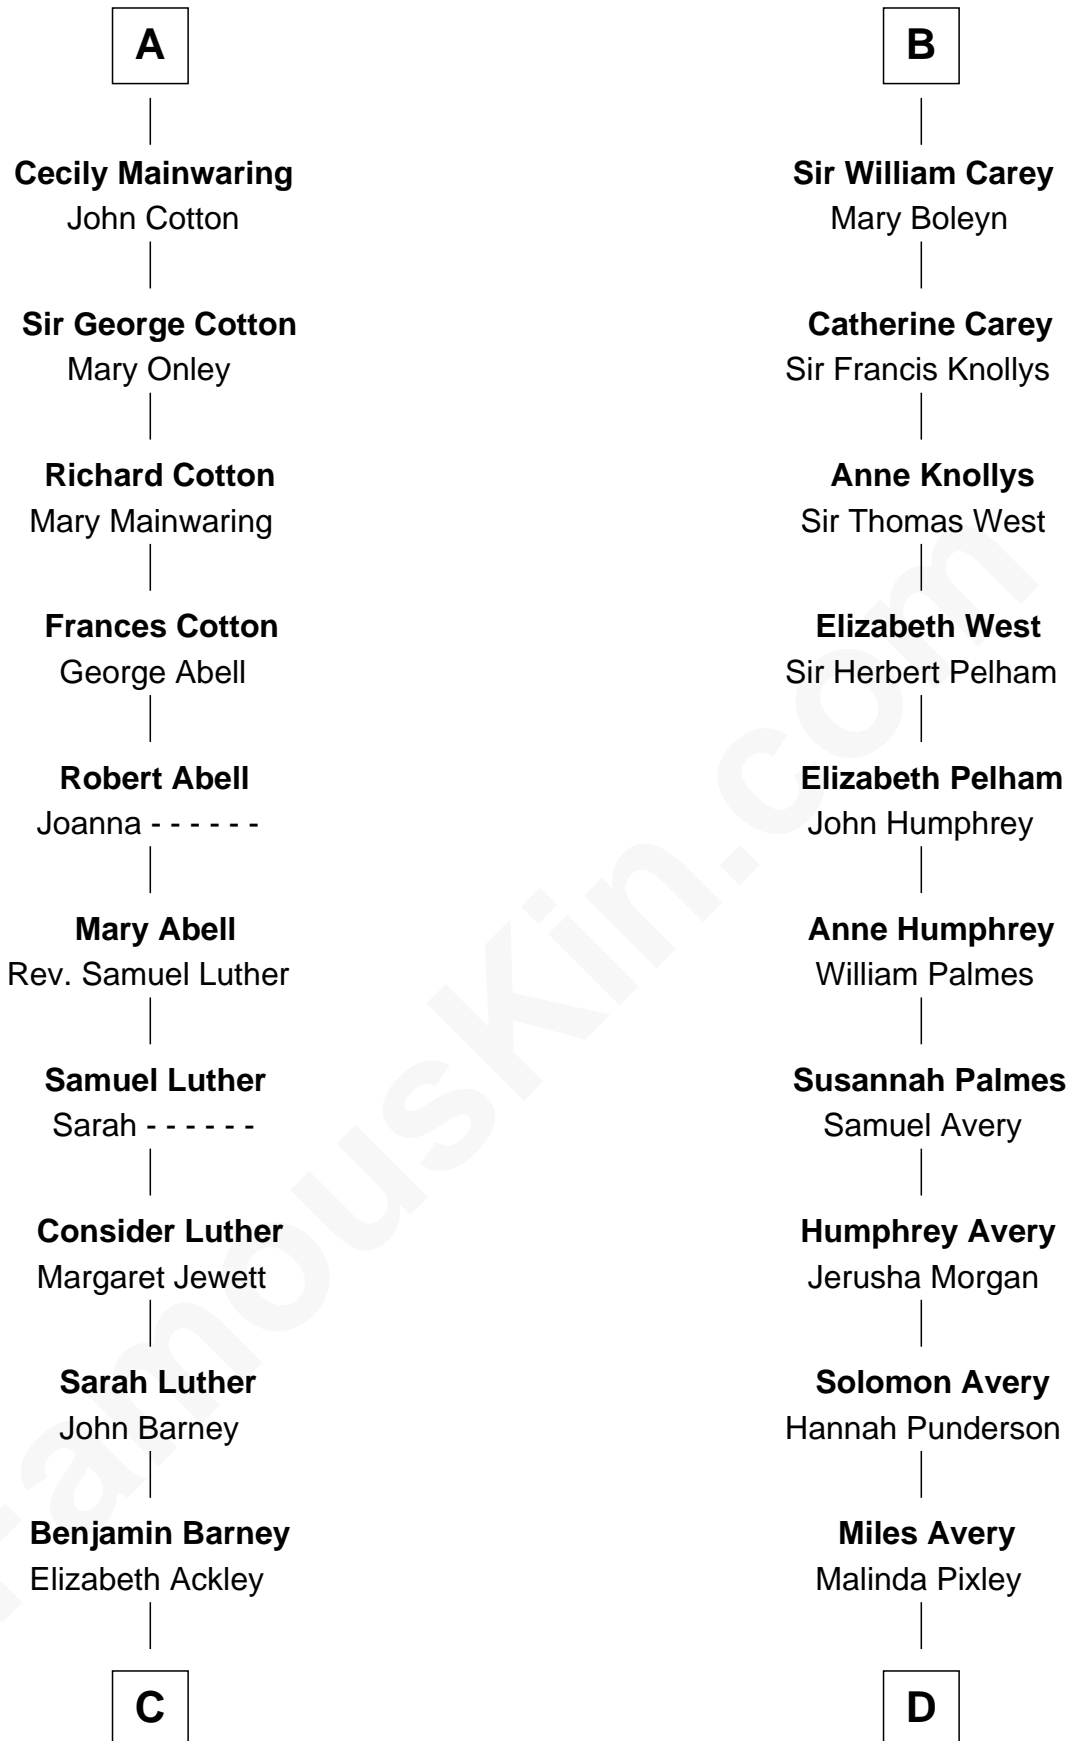 A
Cecily Mainwaring
John Cotton
Sir George Cotton
Mary Onley
Richard Cotton
Mary Mainwaring
Frances Cotton
George Abell
Robert Abell
Joanna - - - - - -
Mary Abell
Rev. Samuel Luther
Samuel Luther
Sarah - - - - - -
Consider Luther
Margaret Jewett
Sarah Luther
John Barney
Benjamin Barney
Elizabeth Ackley
C
B
Sir William Carey
Mary Boleyn
Catherine Carey
Sir Francis Knollys
Anne Knollys
Sir Thomas West
Elizabeth West
Sir Herbert Pelham
Elizabeth Pelham
John Humphrey
Anne Humphrey
William Palmes
Susannah Palmes
Samuel Avery
Humphrey Avery
Jerusha Morgan
Solomon Avery
Hannah Punderson
Miles Avery
Malinda Pixley
D
FamousKin.com